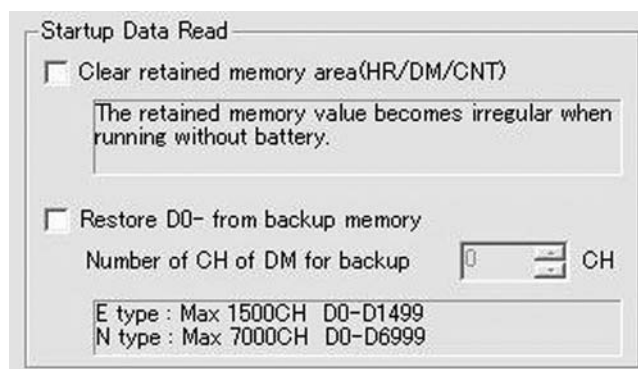 Startup Data Read
Clear retained memory area(HR/DM/CNT)
The retained memory value becomes irregular when
running without battery.
Restore D0- from backup memory
Number of CH of DM for backup 0 CH
E type : Max 1500CH D0-D1499
N type : Max 7000CH D0-D6999